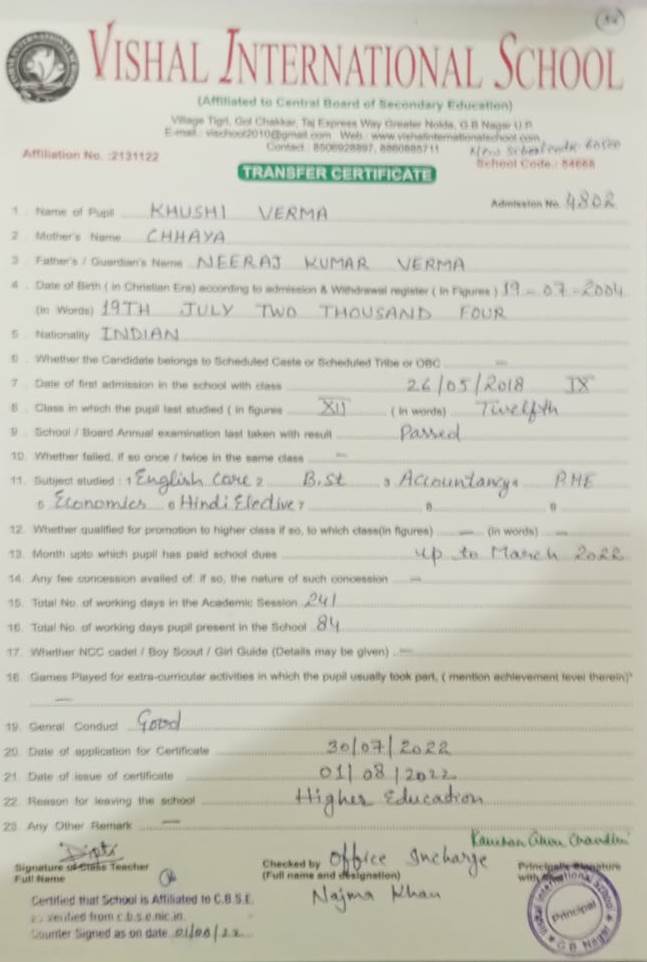 VISHAL INTERNATIONAL SCHOOL
(Affiliated to Central Board of Secondary Education)
Village Tigri, Gol Chakkar, Taj Express Way Greater Noida, G.B Nagar U.P.
E-mail.: vischool2010@gmail.com Web.: www.vishalinternationalschool.com
Contact : 8506928897, 8860885711
New School code
Affiliation No. :2131122 School Code : 84668
TRANSFER CERTIFICATE
Admission No. 4802
1. Name of Pupil KHUSHI VERMA
2 Mother's Name CHHAYA
3. Father's / Guardian's Name NEERAJ KUMAR VERMA
4. Date of Birth ( in Christian Era) according to admission & Withdrawal register ( In Figures ) 19-07-2004
(in Words) 19TH JULY TWO THOUSAND FOUR
5 Nationality INDIAN
6. Whether the Candidate belongs to Scheduled Caste or Scheduled Tribe or OBC —
7. Date of first admission in the school with class 26/05/2018 IX
8. Class in which the pupil last studied ( in figures XII ( in words) Twelfth
9. School / Board Annual examination last taken with result Passed
10. Whether failed, if so once / twice in the same class —
11. Subject studied : 1 English Core 2 B.St 3 Accountancy 4 P.HE
5 Economics 6 Hindi Elective 7 8 9
12. Whether qualified for promotion to higher class if so, to which class(in figures) — (in words) —
13. Month upto which pupil has paid school dues up to March 2022
14. Any fee concession availed of if so, the nature of such concession —
15. Total No. of working days in the Academic Session 241
16. Total No. of working days pupil present in the School 84
17. Whether NCC cadet / Boy Scout / Girl Guide (Details may be given) —
18. Games Played for extra-curricular activities in which the pupil usually took part, ( mention achievement level therein)*
—
19. Genral Conduct Good
20. Date of application for Certificate 30/07/2022
21. Date of issue of certificate 01/08/2022
22. Reason for leaving the school Higher Education
23. Any Other Remark —
Signature of Class Teacher
Full Name
Checked by Office Incharge
(Full name and designation)
Najma Khan
Principal's Signature
with
Certified that School is Affiliated to C.B.S.E.
verified from c.b.s.e.nic.in.
Counter Signed as on date 01/08/22
Vishal International School
Principal
G.B. Nagar